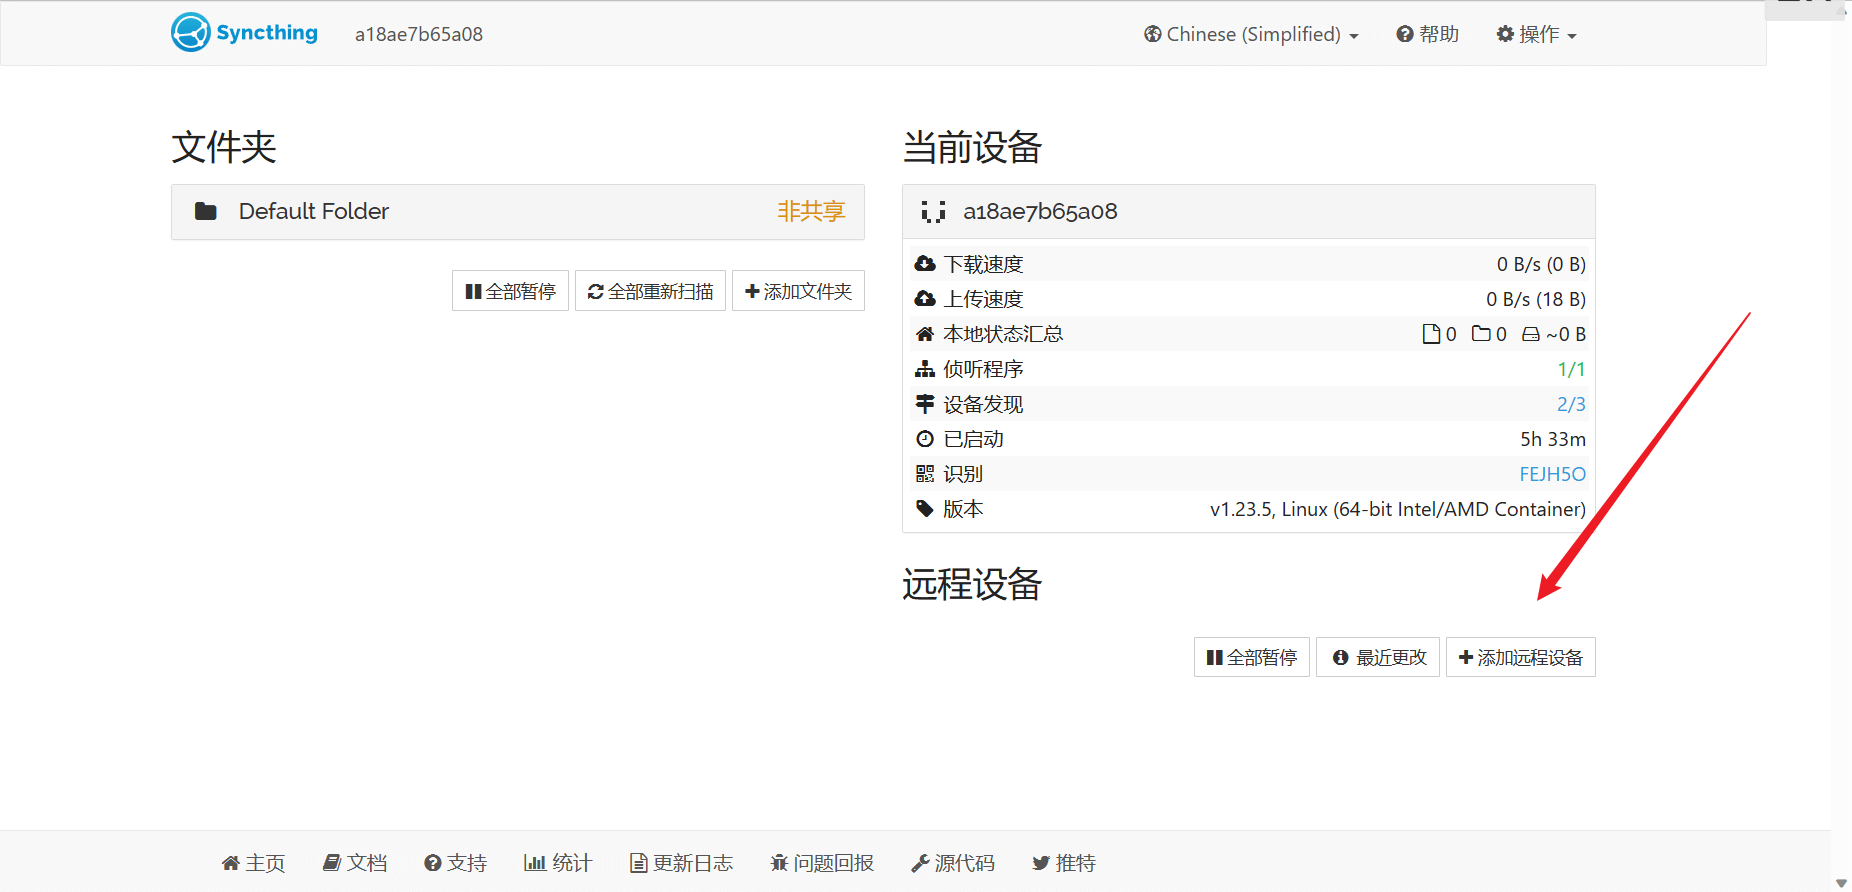 Syncthing
a18ae7b65a08
Chinese (Simplified)
帮助
操作
文件夹
Default Folder
非共享
全部暂停
全部重新扫描
添加文件夹
当前设备
a18ae7b65a08
下载速度
0 B/s (0 B)
上传速度
0 B/s (18 B)
本地状态汇总
0
0
~0 B
侦听程序
1/1
设备发现
2/3
已启动
5h 33m
识别
FEJH5O
版本
v1.23.5, Linux (64-bit Intel/AMD Container)
远程设备
全部暂停
最近更改
添加远程设备
主页
文档
支持
统计
更新日志
问题回报
源代码
推特